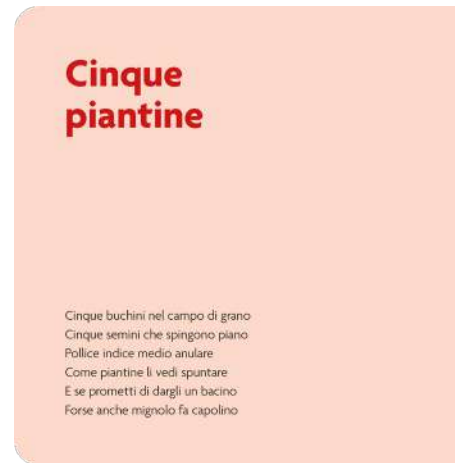 Cinque
piantine
Cinque buchini nel campo di grano
Cinque semini che spingono piano
Pollice indice medio anulare
Come piantine li vedi spuntare
E se prometti di dargli un bacino
Forse anche mignolo fa capolino